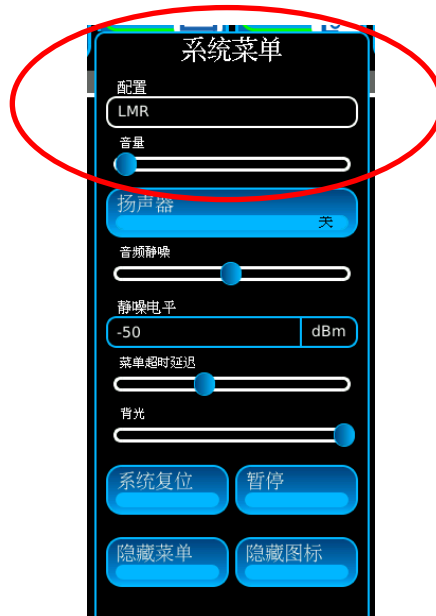 系统菜单
配置
LMR
音量
扬声器
关
音频静噪
静噪电平
-50 dBm
菜单超时延迟
背光
系统复位 暂停
隐藏菜单 隐藏图标